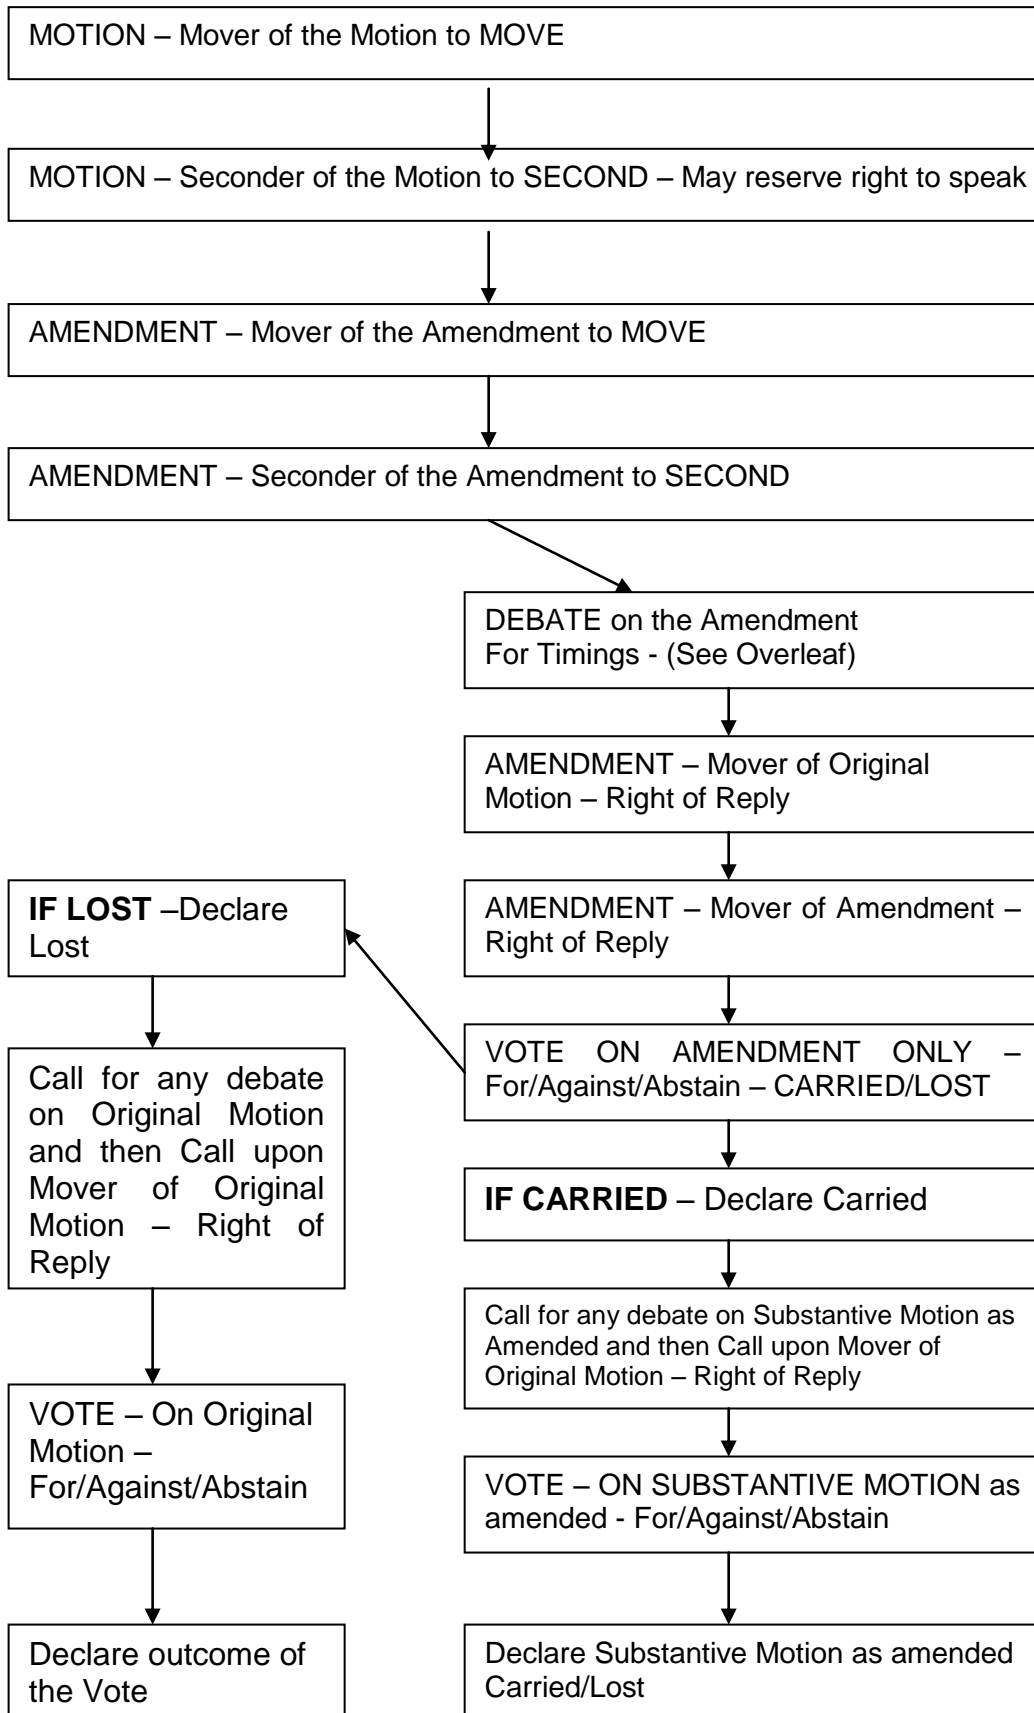 MOTION – Mover of the Motion to MOVE
MOTION – Seconder of the Motion to SECOND – May reserve right to speak
AMENDMENT – Mover of the Amendment to MOVE
AMENDMENT – Seconder of the Amendment to SECOND
DEBATE on the Amendment
For Timings - (See Overleaf)
AMENDMENT – Mover of Original
Motion – Right of Reply
AMENDMENT – Mover of Amendment –
Right of Reply
VOTE ON AMENDMENT ONLY –
For/Against/Abstain – CARRIED/LOST
IF LOST –Declare
Lost
Call for any debate
on Original Motion
and then Call upon
Mover of Original
Motion – Right of
Reply
VOTE – On Original
Motion –
For/Against/Abstain
Declare outcome of
the Vote
IF CARRIED – Declare Carried
Call for any debate on Substantive Motion as
Amended and then Call upon Mover of
Original Motion – Right of Reply
VOTE – ON SUBSTANTIVE MOTION as
amended - For/Against/Abstain
Declare Substantive Motion as amended
Carried/Lost